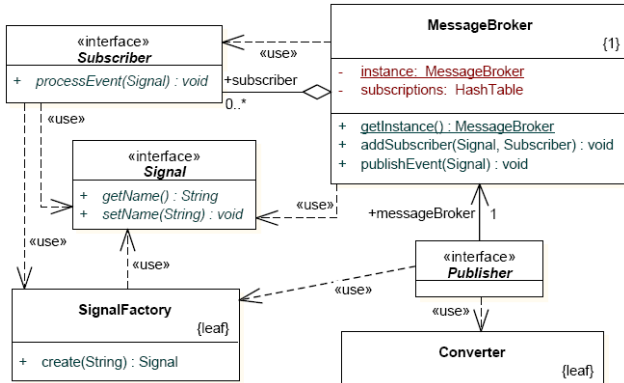 MessageBroker
{1}
- instance: MessageBroker
- subscriptions: HashTable
+ getInstance() : MessageBroker
+ addSubscriber(Signal, Subscriber) : void
+ publishEvent(Signal) : void
«interface»
Subscriber
+ processEvent(Signal) : void
«use»
+subscriber
0..*
«use»
«interface»
Signal
+ getName() : String
+ setName(String) : void
«use»
+messageBroker
1
«use»
«interface»
Publisher
«use»
«use»
SignalFactory
{leaf}
+ create(String) : Signal
Converter
{leaf}